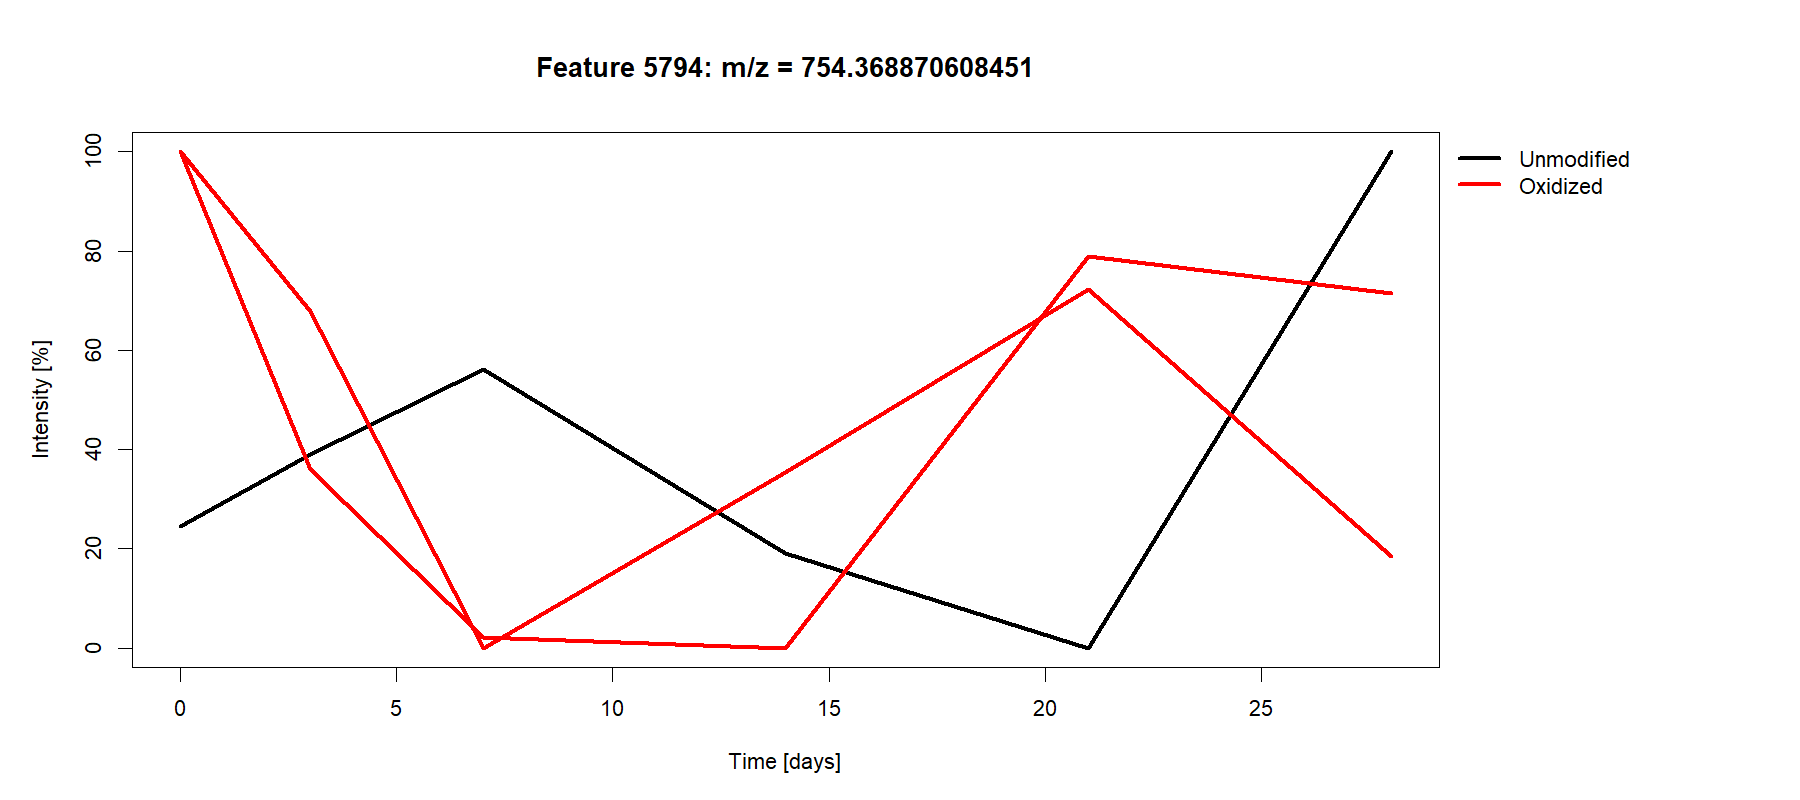 Feature 5794: m/z = 754.368870608451
Unmodified
Oxidized
Intensity [%]
100
80
60
40
20
0
0 5 10 15 20 25
Time [days]